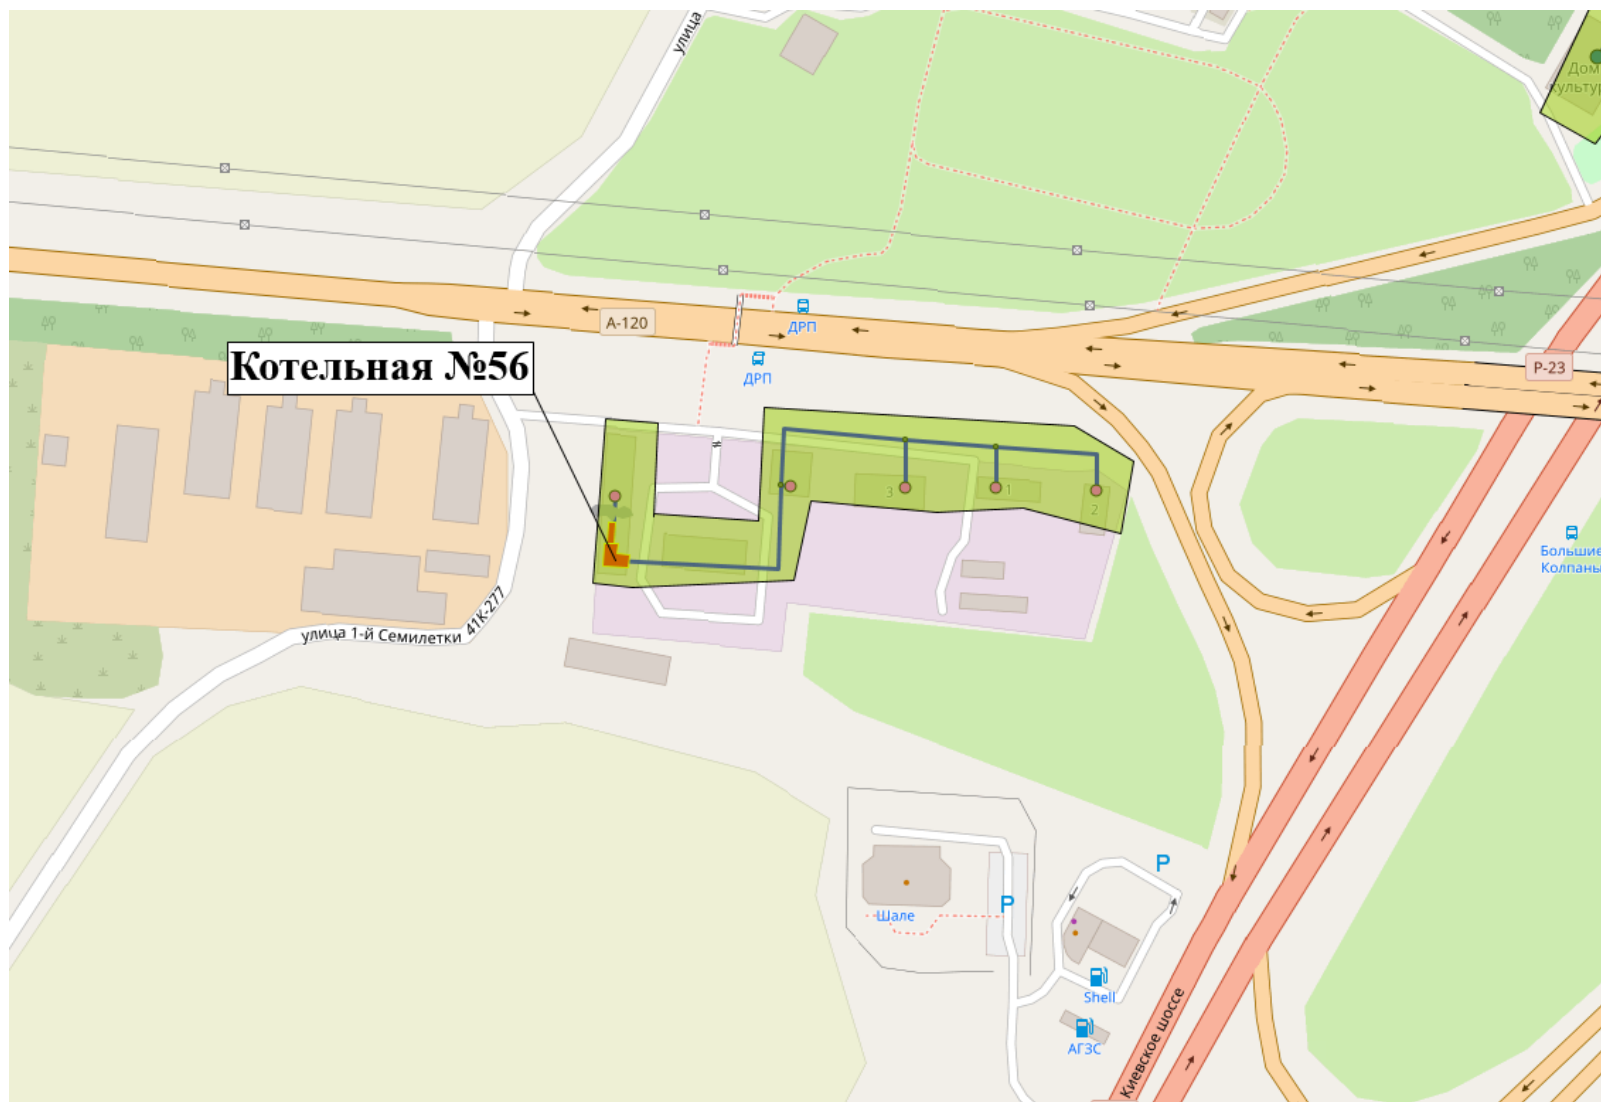 улица
Дом
культур
А-120
ДРП
ДРП
Р-23
Котельная №56
3
1
2
Большие
Колпаны
улица 1-й Семилетки
41К-277
Р
Р
Шале
Shell
АГЗС
Киевское шоссе